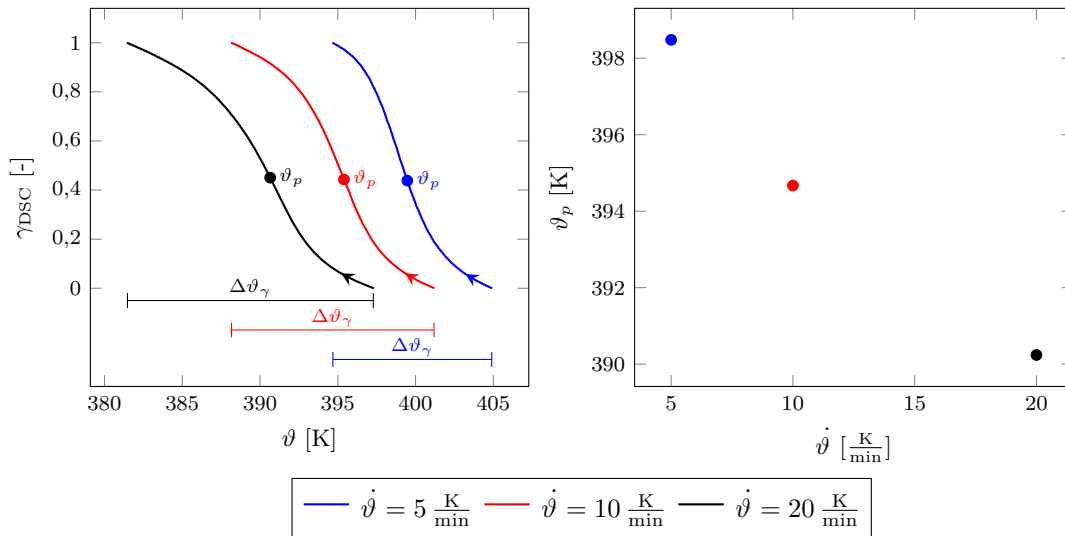 1
0,8
0,6
0,4
0,2
0
γDSC [-]
ϑp
ϑp
ϑp
Δϑγ
Δϑγ
Δϑγ
380 385 390 395 400 405
ϑ [K]
398
396
394
392
390
ϑp [K]
5 10 15 20
ϑ̇ [K/min]
ϑ̇ = 5 K/min ϑ̇ = 10 K/min ϑ̇ = 20 K/min